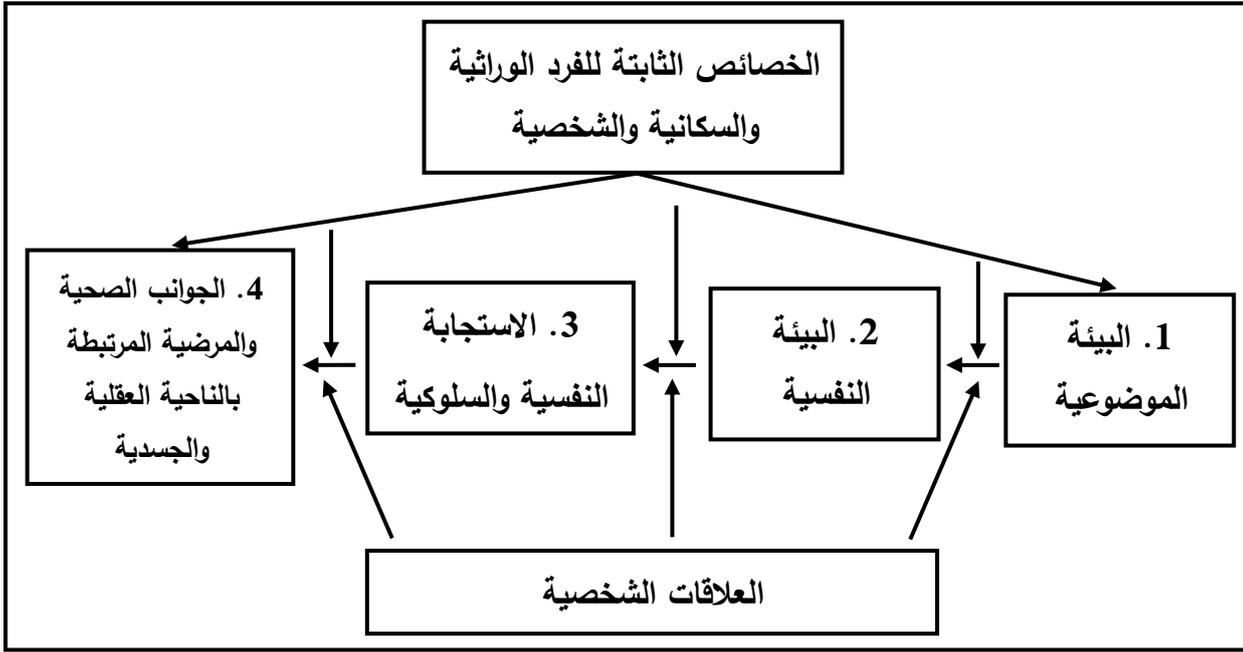 الخصائص الثابتة للفرد الوراثية
والسكانية والشخصية
1. البيئة
الموضوعية
2. البيئة
النفسية
3. الاستجابة
النفسية والسلوكية
4. الجوانب الصحية
والمرضية المرتبطة
بالناحية العقلية
والجسدية
العلاقات الشخصية